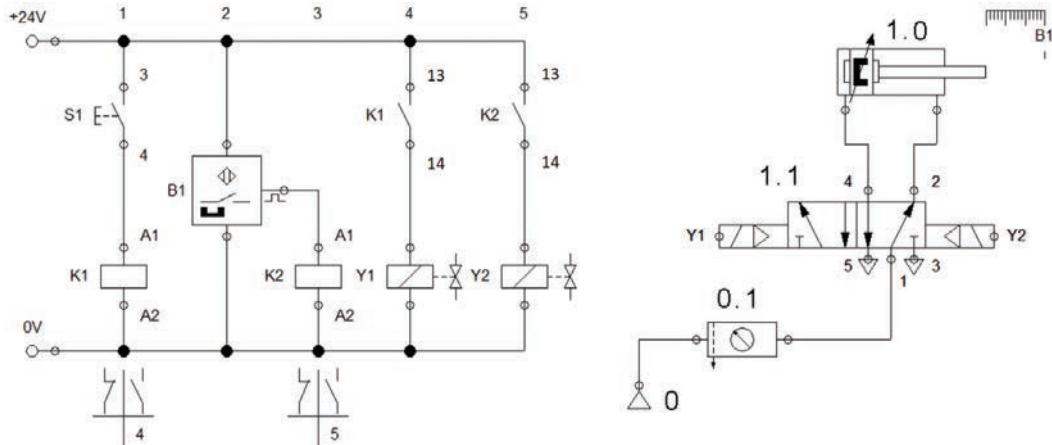 +24V 1 2 3 4 5
3 13 13
S1 K1 K2
4 14 14
B1
A1 A1
K1 K2 Y1 Y2
A2 A2
0V
4 5
B1
1.0
1.1 4 2
Y1 Y2
5 1 3
0.1
0